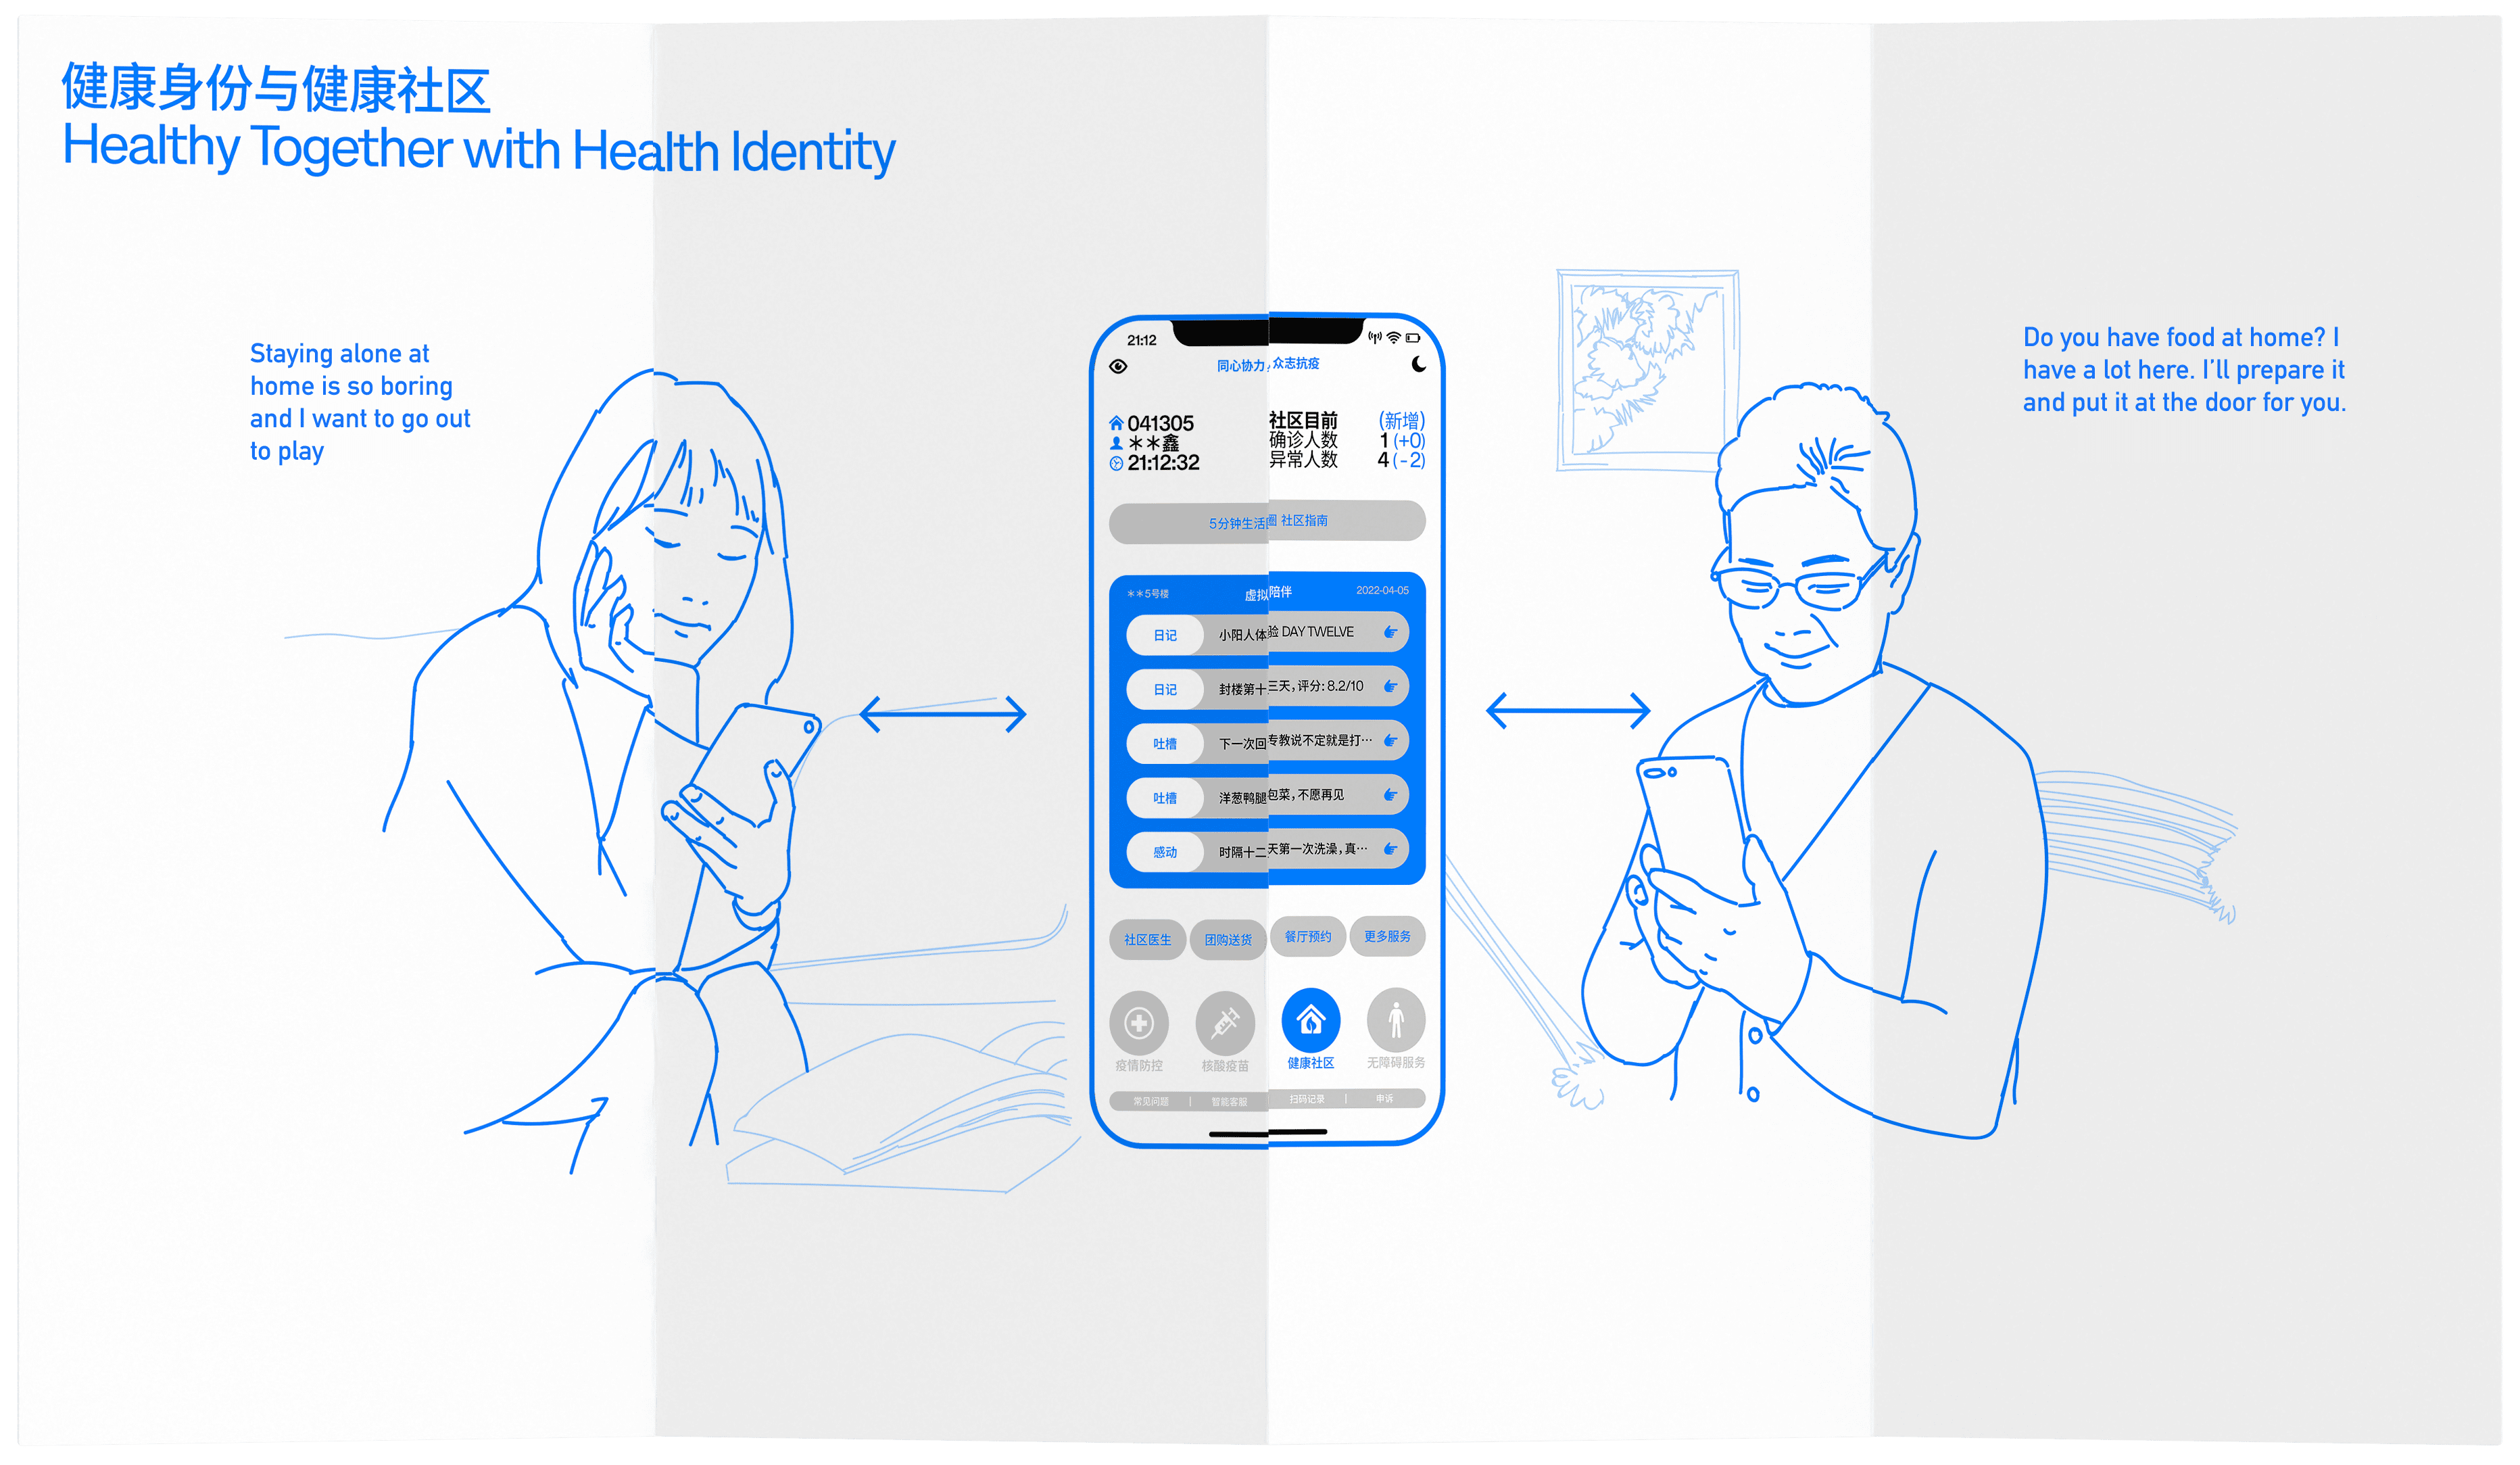 健康身份与健康社区
Healthy Together with Health Identity
Staying alone at
home is so boring
and I want to go out
to play
21:12
同心协力，众志抗疫
041305
＊＊鑫
21:12:32
社区目前 (新增)
确诊人数 1 (+0)
异常人数 4 (-2)
5分钟生活圈 社区指南
＊＊5号楼 虚拟陪伴 2022-04-05
日记 小阳人体验 DAY TWELVE
日记 封楼第十三天，评分: 8.2/10
吐槽 下一次回专教说不定就是打…
吐槽 洋葱鸭腿包菜，不愿再见
感动 时隔十二天第一次洗澡，真…
社区医生 团购送货 餐厅预约 更多服务
疫情防控 核酸疫苗 健康社区 无障碍服务
常见问题 | 智能客服 扫码记录 | 申诉
Do you have food at home? I
have a lot here. I'll prepare it
and put it at the door for you.